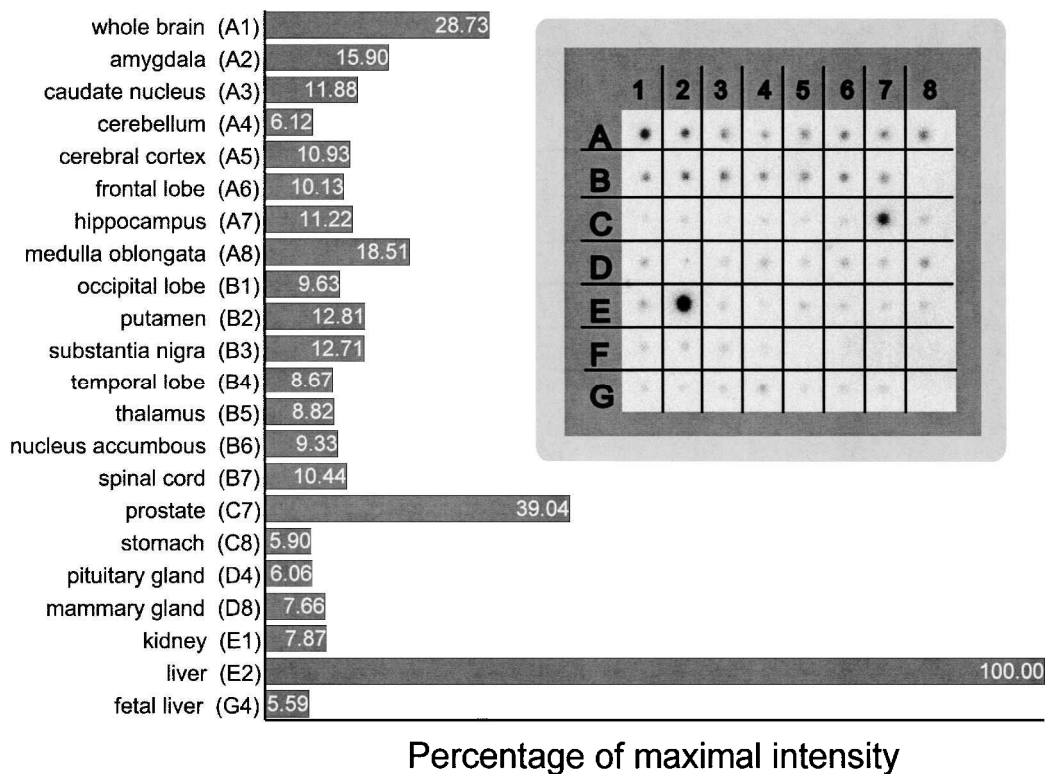 whole brain (A1) 28.73
amygdala (A2) 15.90
caudate nucleus (A3) 11.88
cerebellum (A4) 6.12
cerebral cortex (A5) 10.93
frontal lobe (A6) 10.13
hippocampus (A7) 11.22
medulla oblongata (A8) 18.51
occipital lobe (B1) 9.63
putamen (B2) 12.81
substantia nigra (B3) 12.71
temporal lobe (B4) 8.67
thalamus (B5) 8.82
nucleus accumbous (B6) 9.33
spinal cord (B7) 10.44
prostate (C7) 39.04
stomach (C8) 5.90
pituitary gland (D4) 6.06
mammary gland (D8) 7.66
kidney (E1) 7.87
liver (E2) 100.00
fetal liver (G4) 5.59
Percentage of maximal intensity
1 2 3 4 5 6 7 8
A
B
C
D
E
F
G